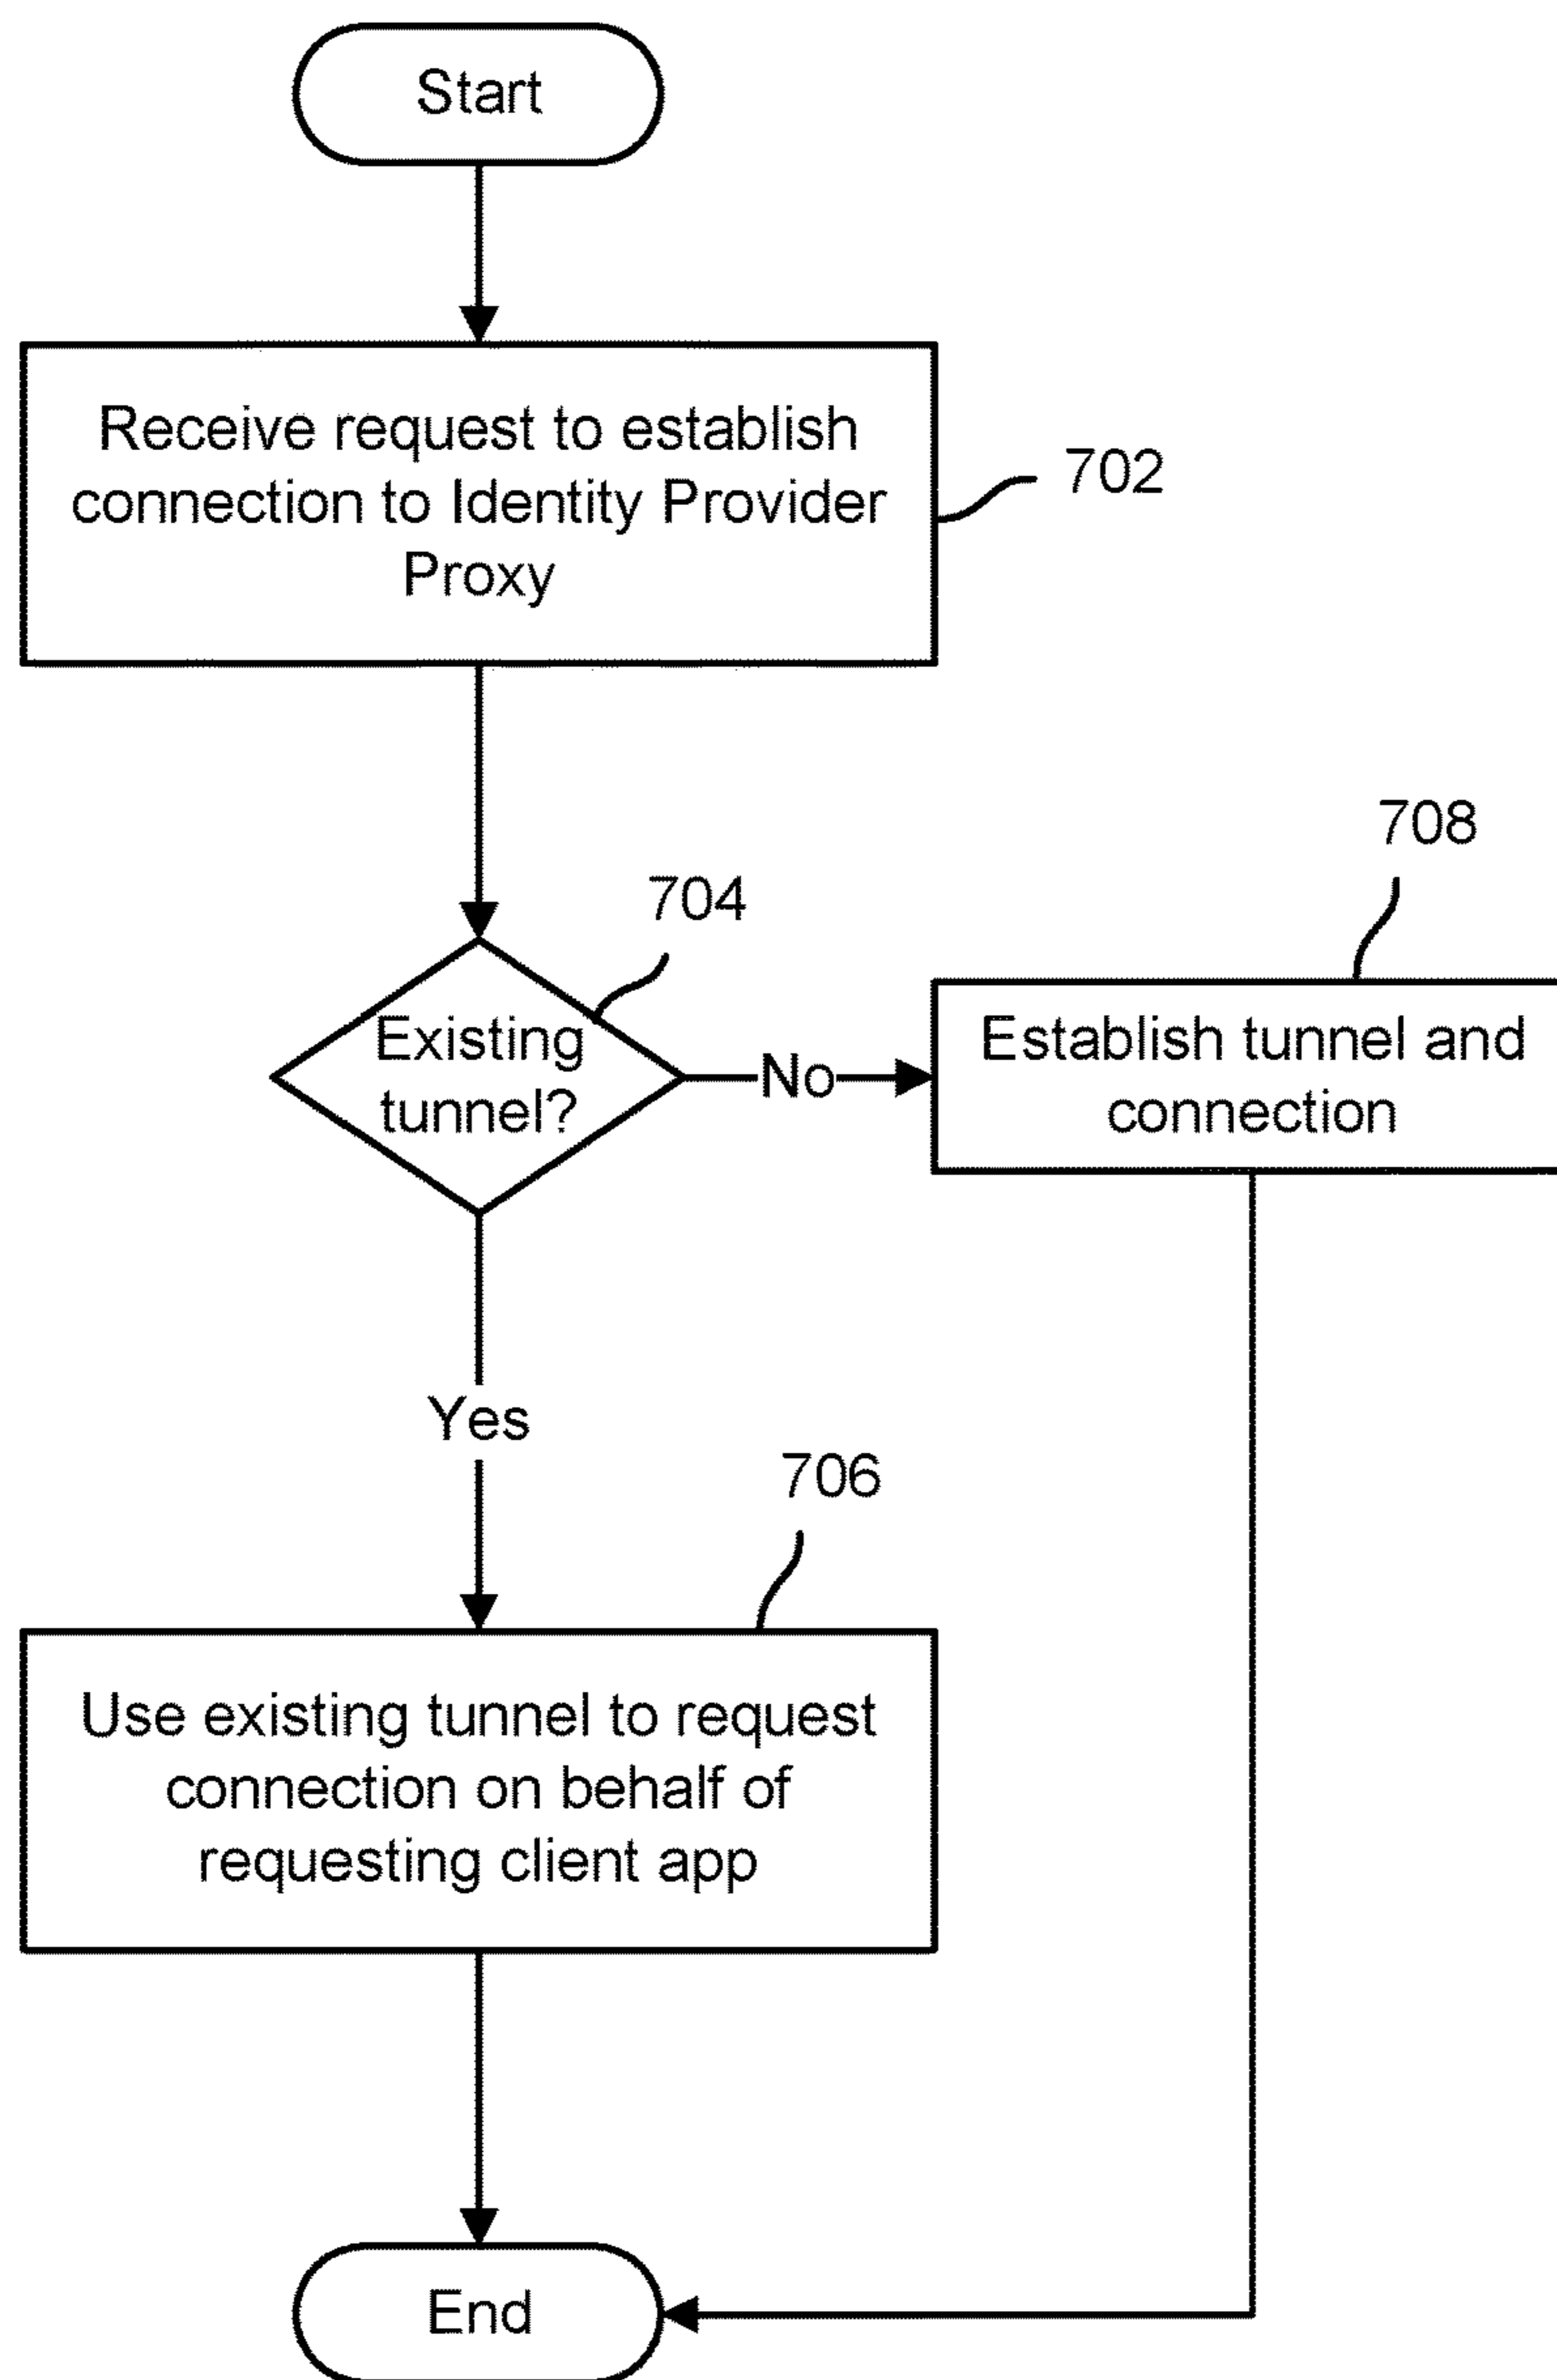 Start
Receive request to establish
connection to Identity Provider
Proxy
702
704
Existing
tunnel?
No
708
Establish tunnel and
connection
Yes
706
Use existing tunnel to request
connection on behalf of
requesting client app
End